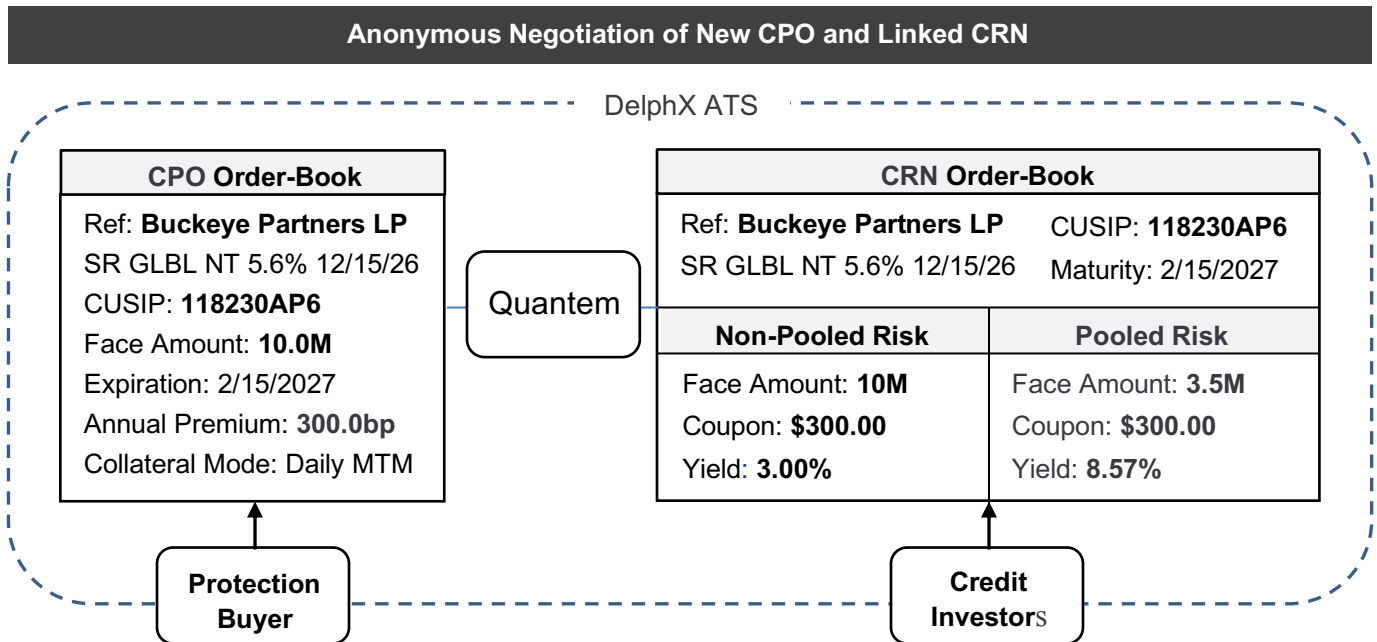 Anonymous Negotiation of New CPO and Linked CRN
DelphX ATS
CPO Order-Book
Ref: Buckeye Partners LP
SR GLBL NT 5.6% 12/15/26
CUSIP: 118230AP6
Face Amount: 10.0M
Expiration: 2/15/2027
Annual Premium: 300.0bp
Collateral Mode: Daily MTM
Quantem
CRN Order-Book
Ref: Buckeye Partners LP
SR GLBL NT 5.6% 12/15/26
CUSIP: 118230AP6
Maturity: 2/15/2027
Non-Pooled Risk
Face Amount: 10M
Coupon: $300.00
Yield: 3.00%
Pooled Risk
Face Amount: 3.5M
Coupon: $300.00
Yield: 8.57%
Protection
Buyer
Credit
Investors